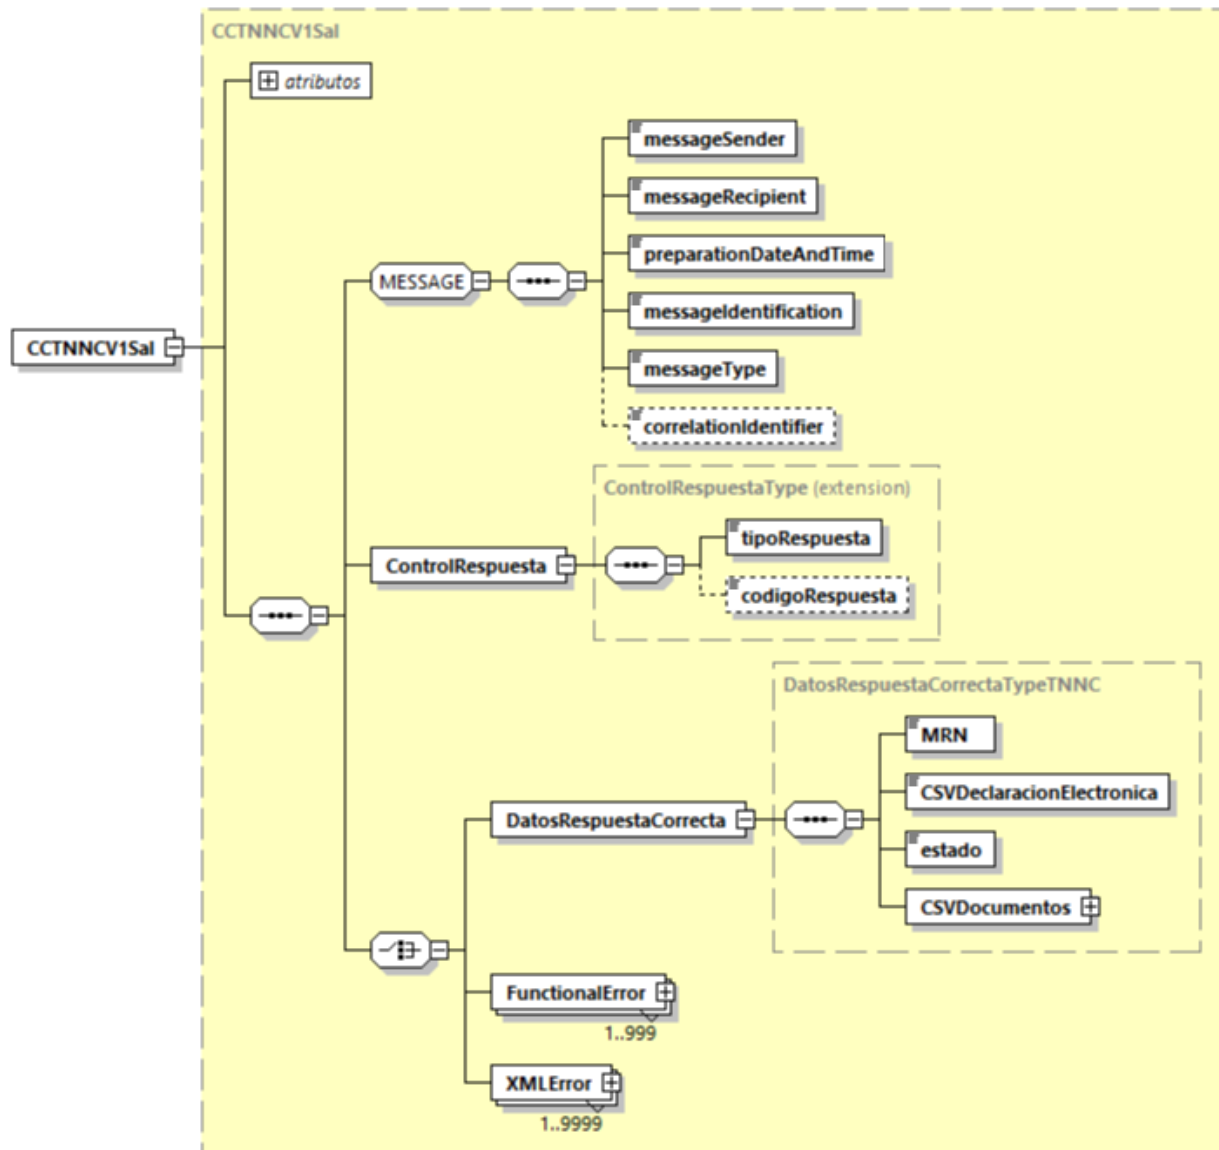 CCTNNCV1Sal
atributos
messageSender
messageRecipient
preparationDateAndTime
MESSAGE
messageIdentification
CCTNNCV1Sal
messageType
correlationIdentifier
ControlRespuestaType (extension)
tipoRespuesta
ControlRespuesta
codigoRespuesta
DatosRespuestaCorrectaTypeTNNC
MRN
CSVDeclaracionElectronica
DatosRespuestaCorrecta
estado
CSVDocumentos
FunctionalError
1..999
XMLError
1..9999